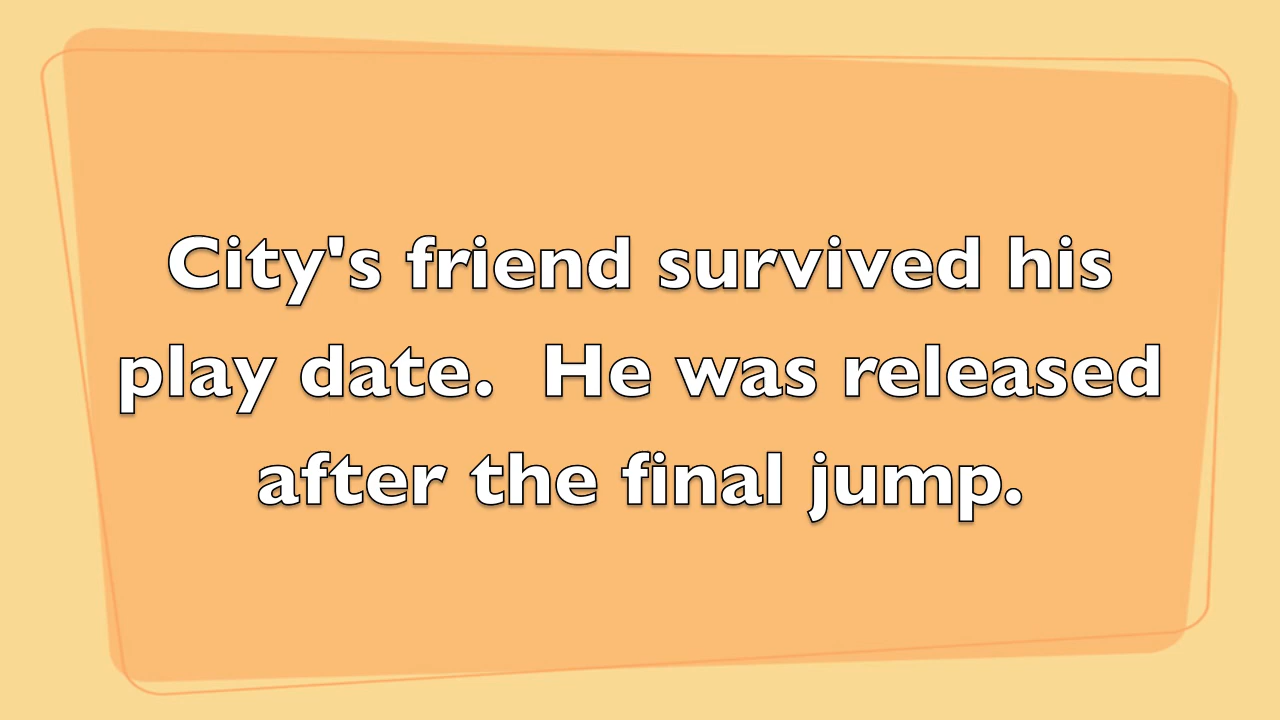 City's friend survived his
play date.  He was released
after the final jump.